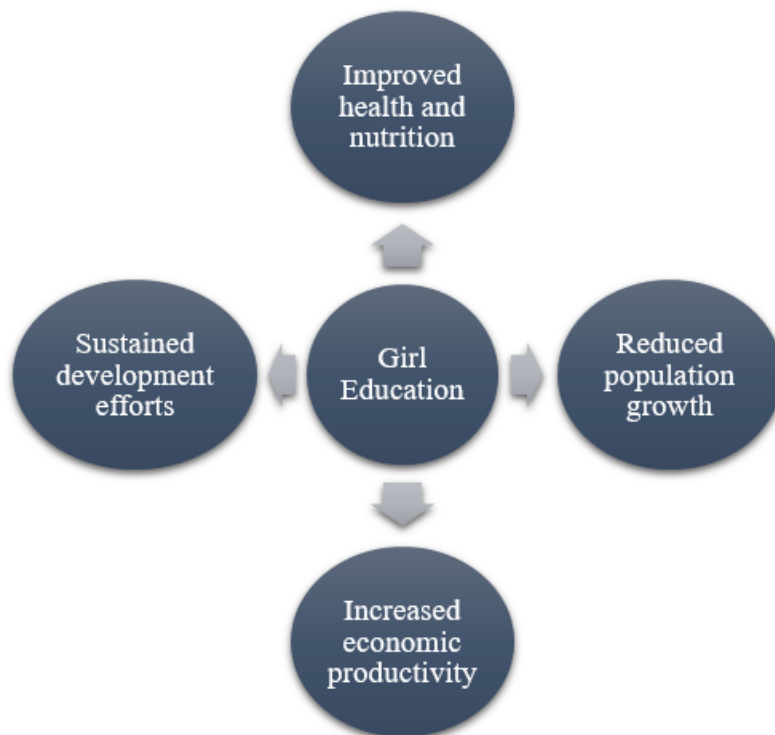 Improved
health and
nutrition
Sustained
development
efforts
Girl
Education
Reduced
population
growth
Increased
economic
productivity